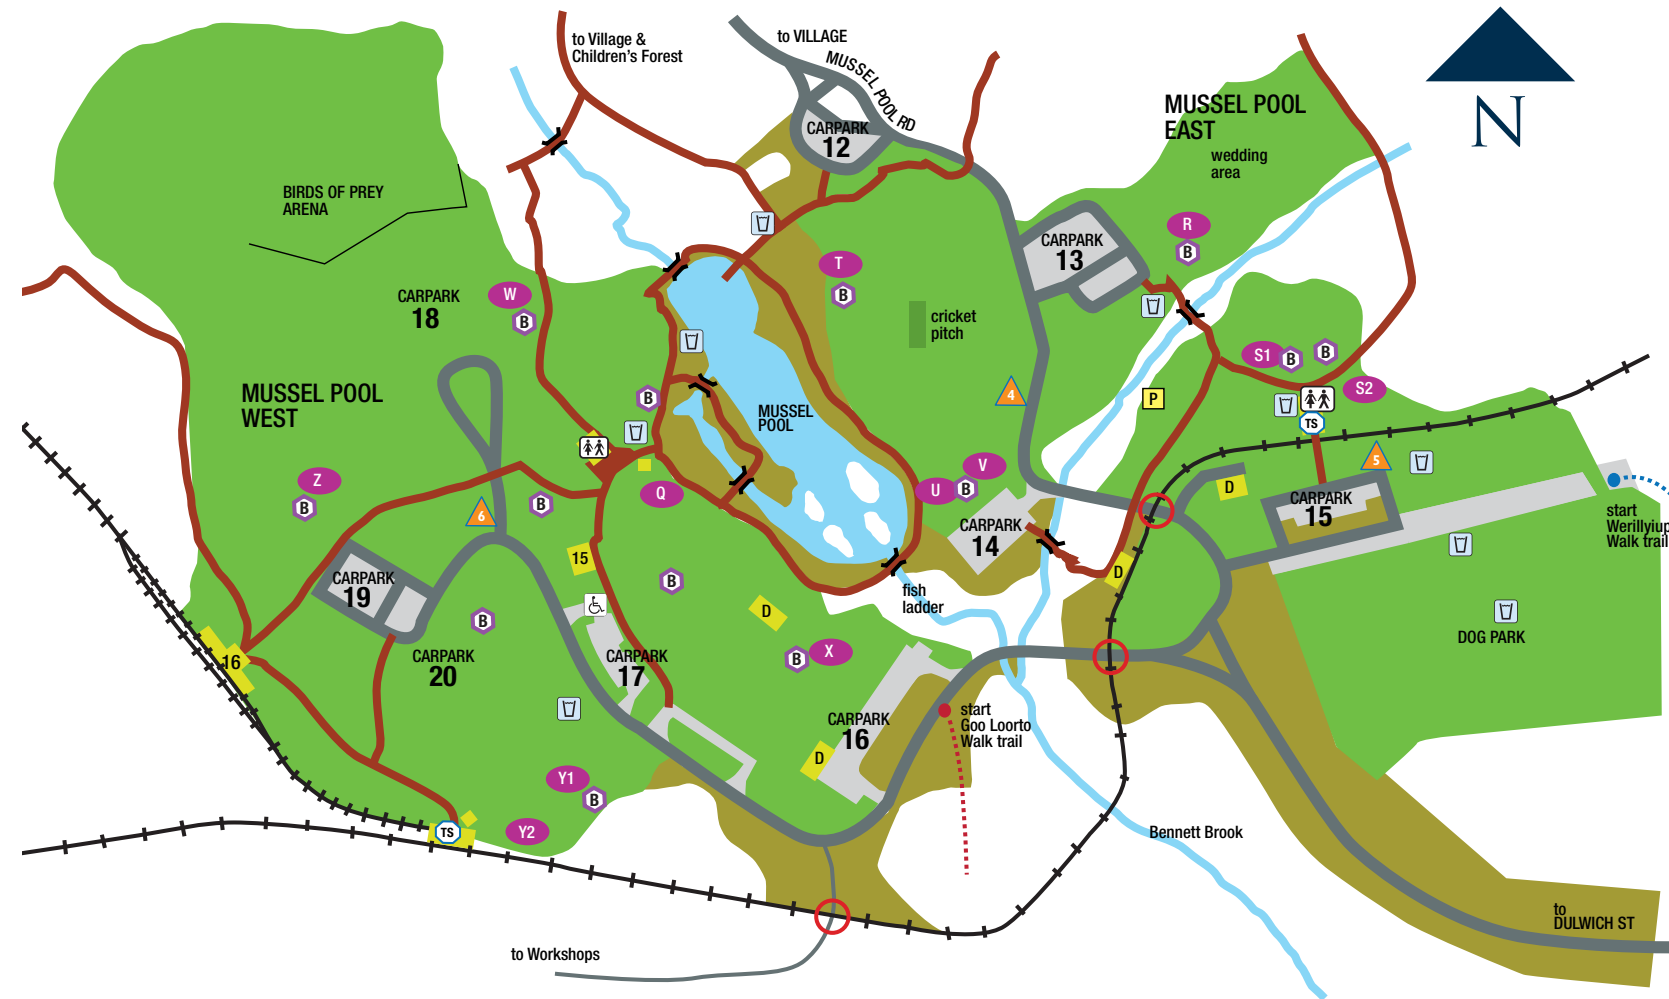 to Village &
Children's Forest
to VILLAGE
MUSSEL POOL RD
CARPARK
12
MUSSEL POOL
EAST
wedding
area
N
BIRDS OF PREY
ARENA
R
B
CARPARK
13
T
B
CARPARK
18
W
B
cricket
pitch
S1
B
B
S2
4
P
MUSSEL POOL
WEST
B
MUSSEL
POOL
TS
5
Z
B
6
B
Q
U
V
B
D
CARPARK
15
start
Werillyiup
Walk trail
CARPARK
14
15
D
CARPARK
19
B
fish
ladder
D
B
DOG PARK
CARPARK
20
CARPARK
17
B
X
16
CARPARK
16
start
Goo Loorto
Walk trail
D
Y1
B
TS
Y2
Bennett Brook
to
DULWICH ST
to Workshops